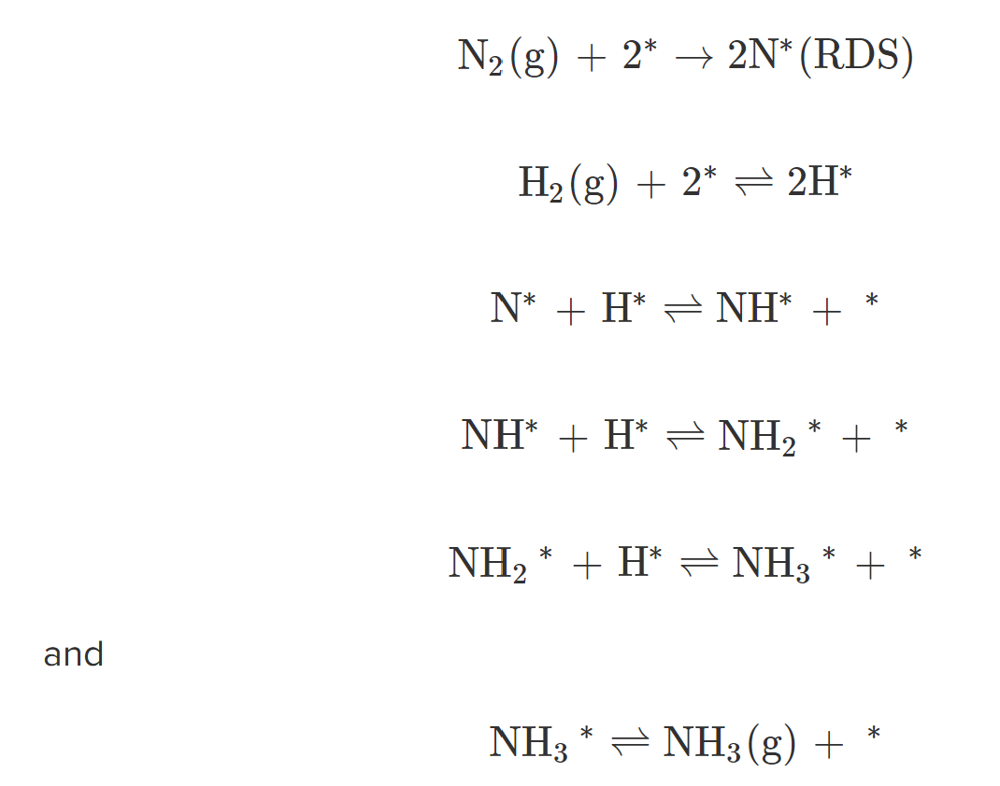 N₂(g) + 2* → 2N*(RDS)
H₂(g) + 2* ⇌ 2H*
N* + H* ⇌ NH* + *
NH* + H* ⇌ NH₂* + *
NH₂* + H* ⇌ NH₃* + *
and
NH₃* ⇌ NH₃(g) + *